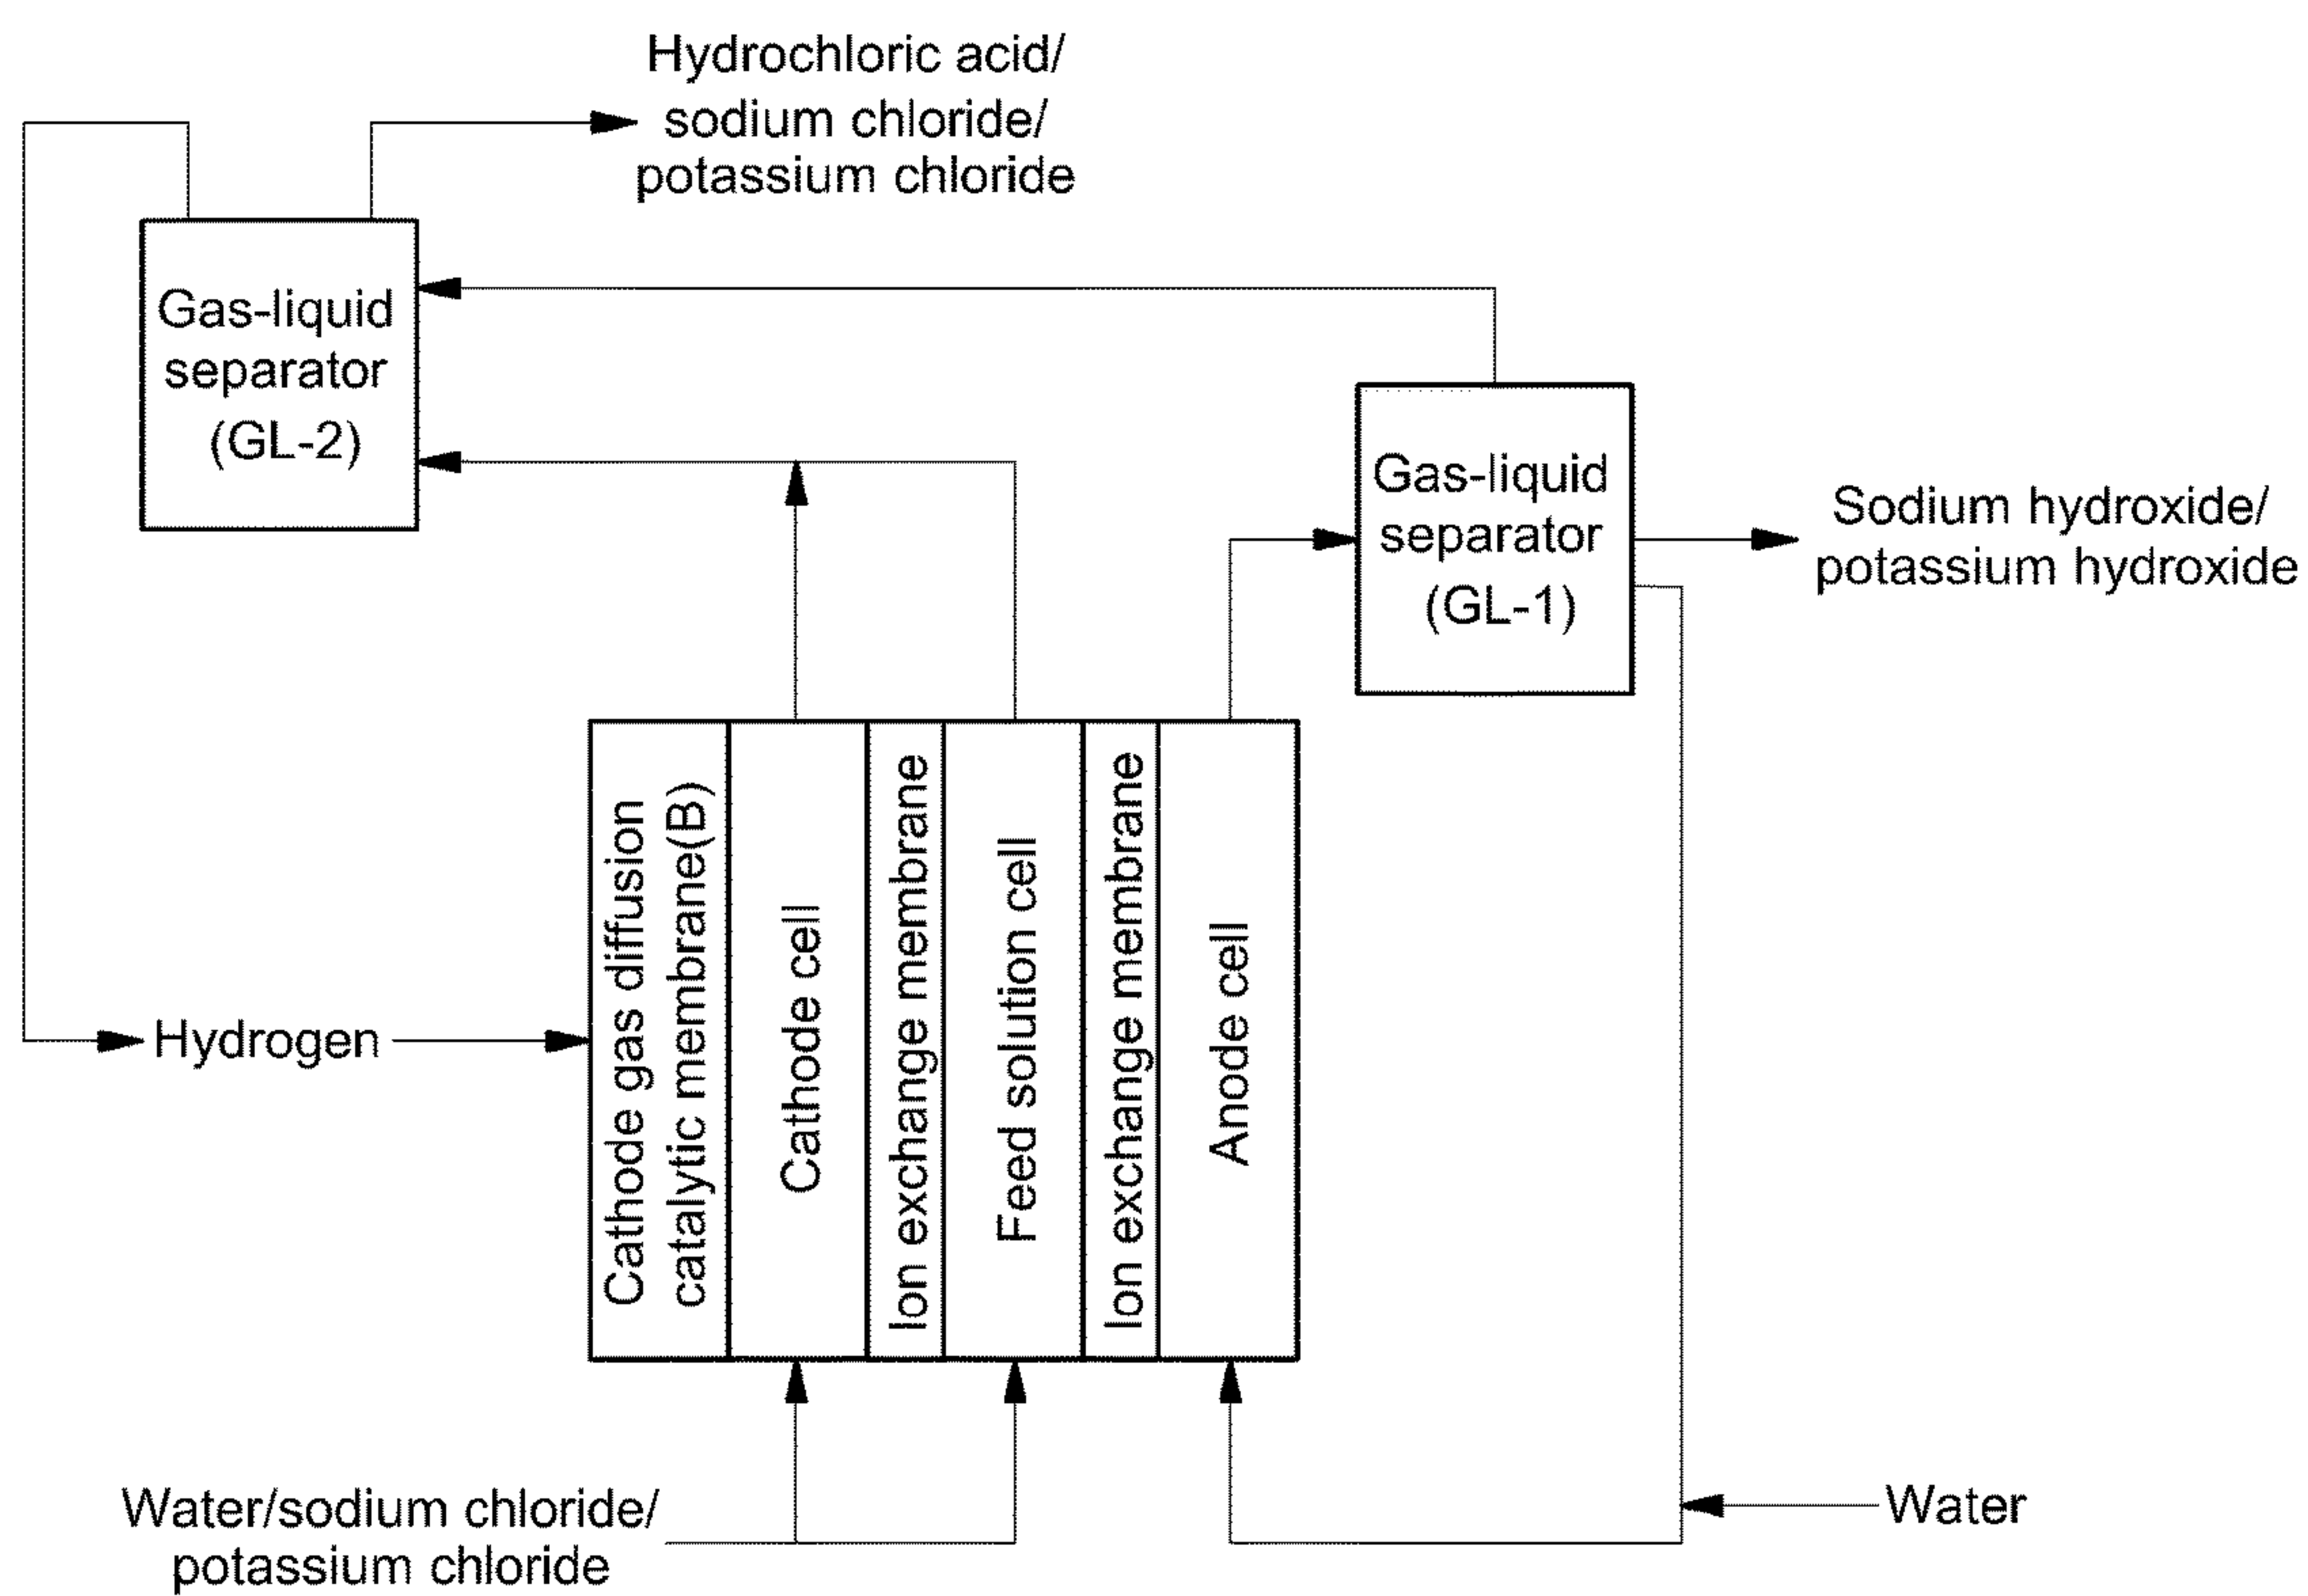 Hydrochloric acid/
sodium chloride/
potassium chloride
Gas-liquid
separator
(GL-2)
Gas-liquid
separator
(GL-1)
Sodium hydroxide/
potassium hydroxide
Hydrogen
Cathode gas diffusion
catalytic membrane(B)
Cathode cell
Ion exchange membrane
Feed solution cell
Ion exchange membrane
Anode cell
Water/sodium chloride/
potassium chloride
Water